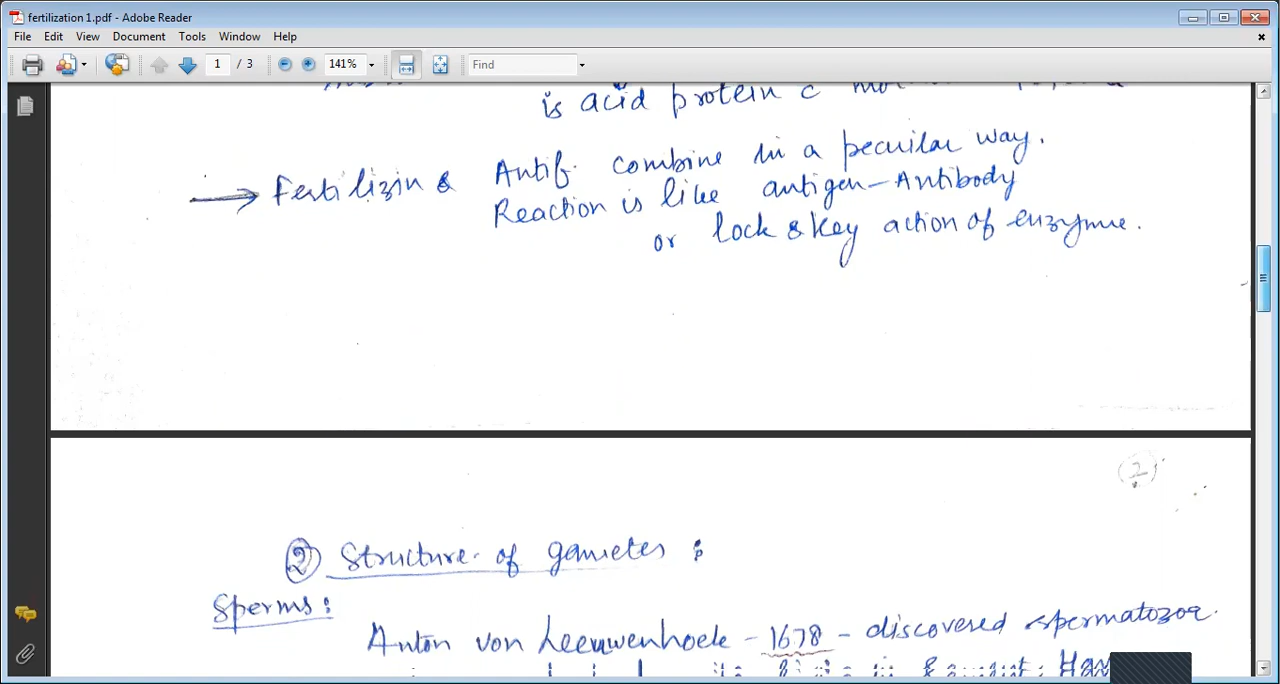 fertilization 1.pdf - Adobe Reader
File Edit View Document Tools Window Help
1 / 3 141% Find
is acid protein c
→ Fertilizin & Antif. combine in a pecuilar way.
Reaction is like antigen-Antibody
or lock & key action of enzyme.
2
② Structure of gametes :
Sperms :
Anton von Leeuwenhoek - 1678 - discovered spermatozoa.